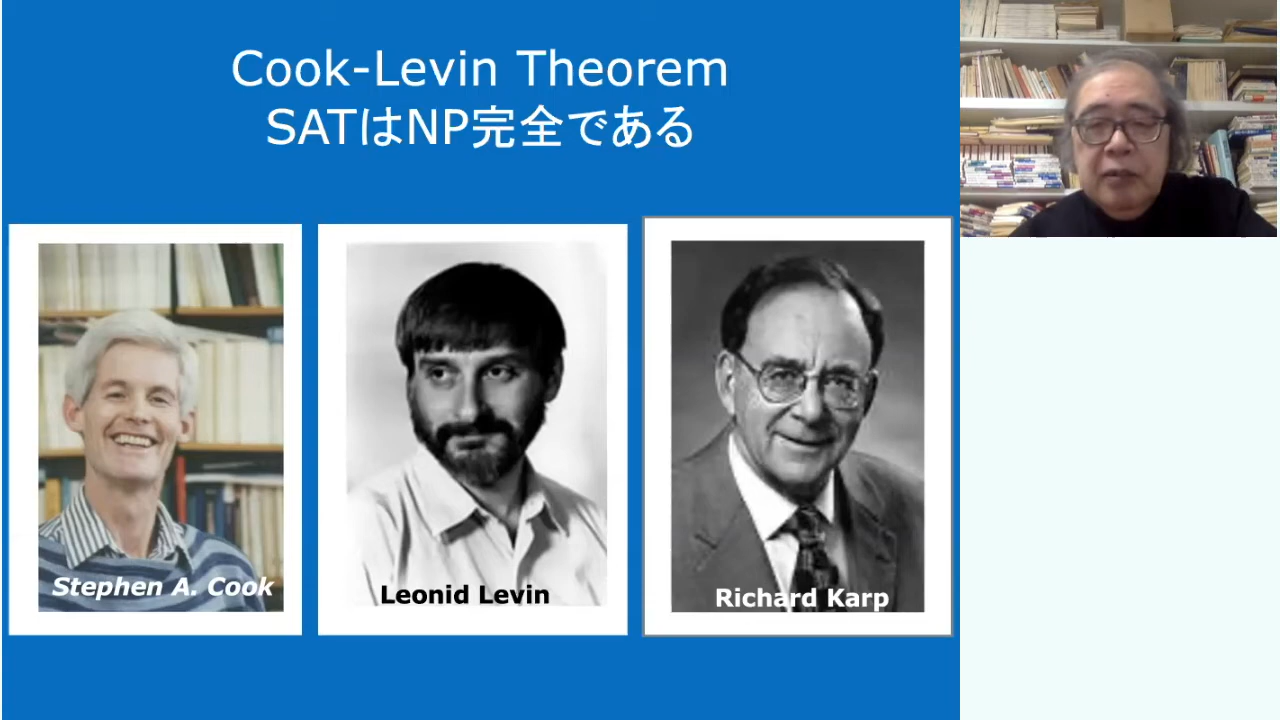 Cook-Levin Theorem
SATはNP完全である
Stephen A. Cook
Leonid Levin
Richard Karp